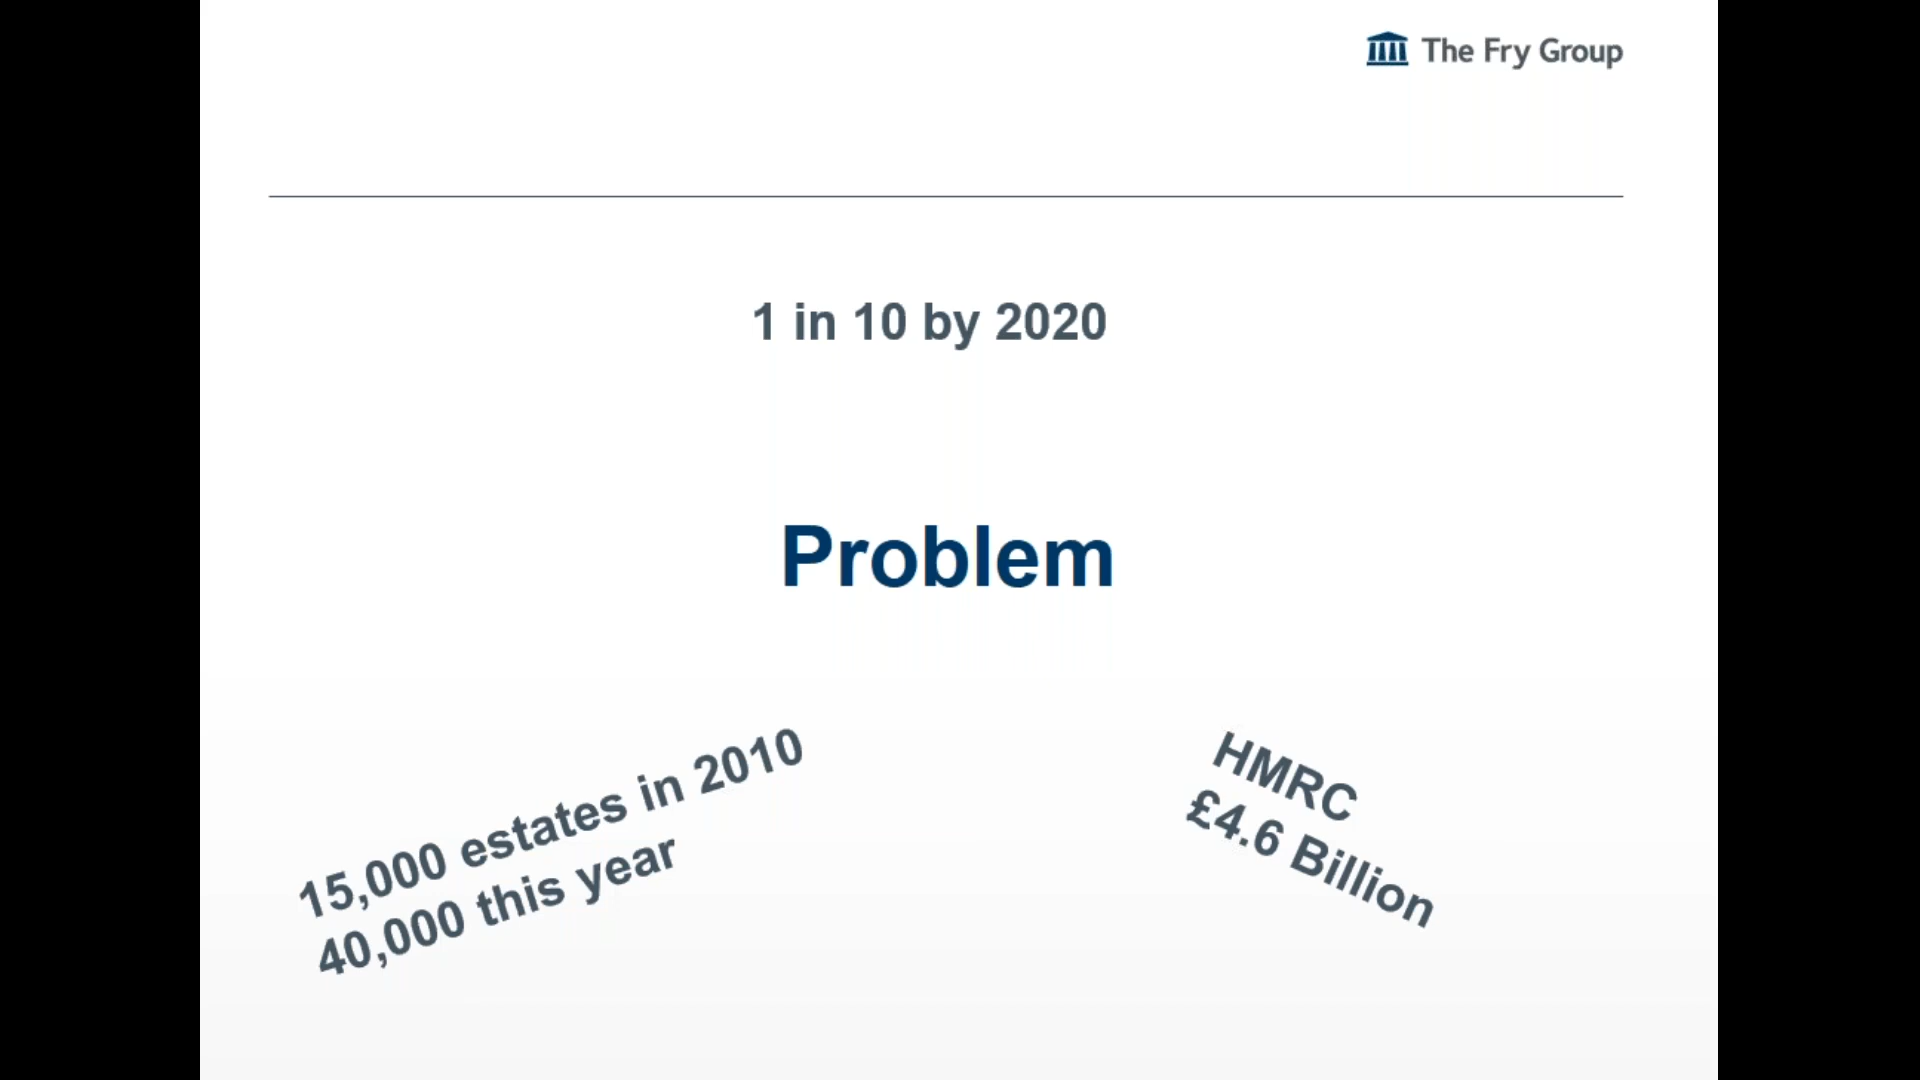 The Fry Group
1 in 10 by 2020
Problem
15,000 estates in 2010
40,000 this year
HMRC
£4.6 Billion